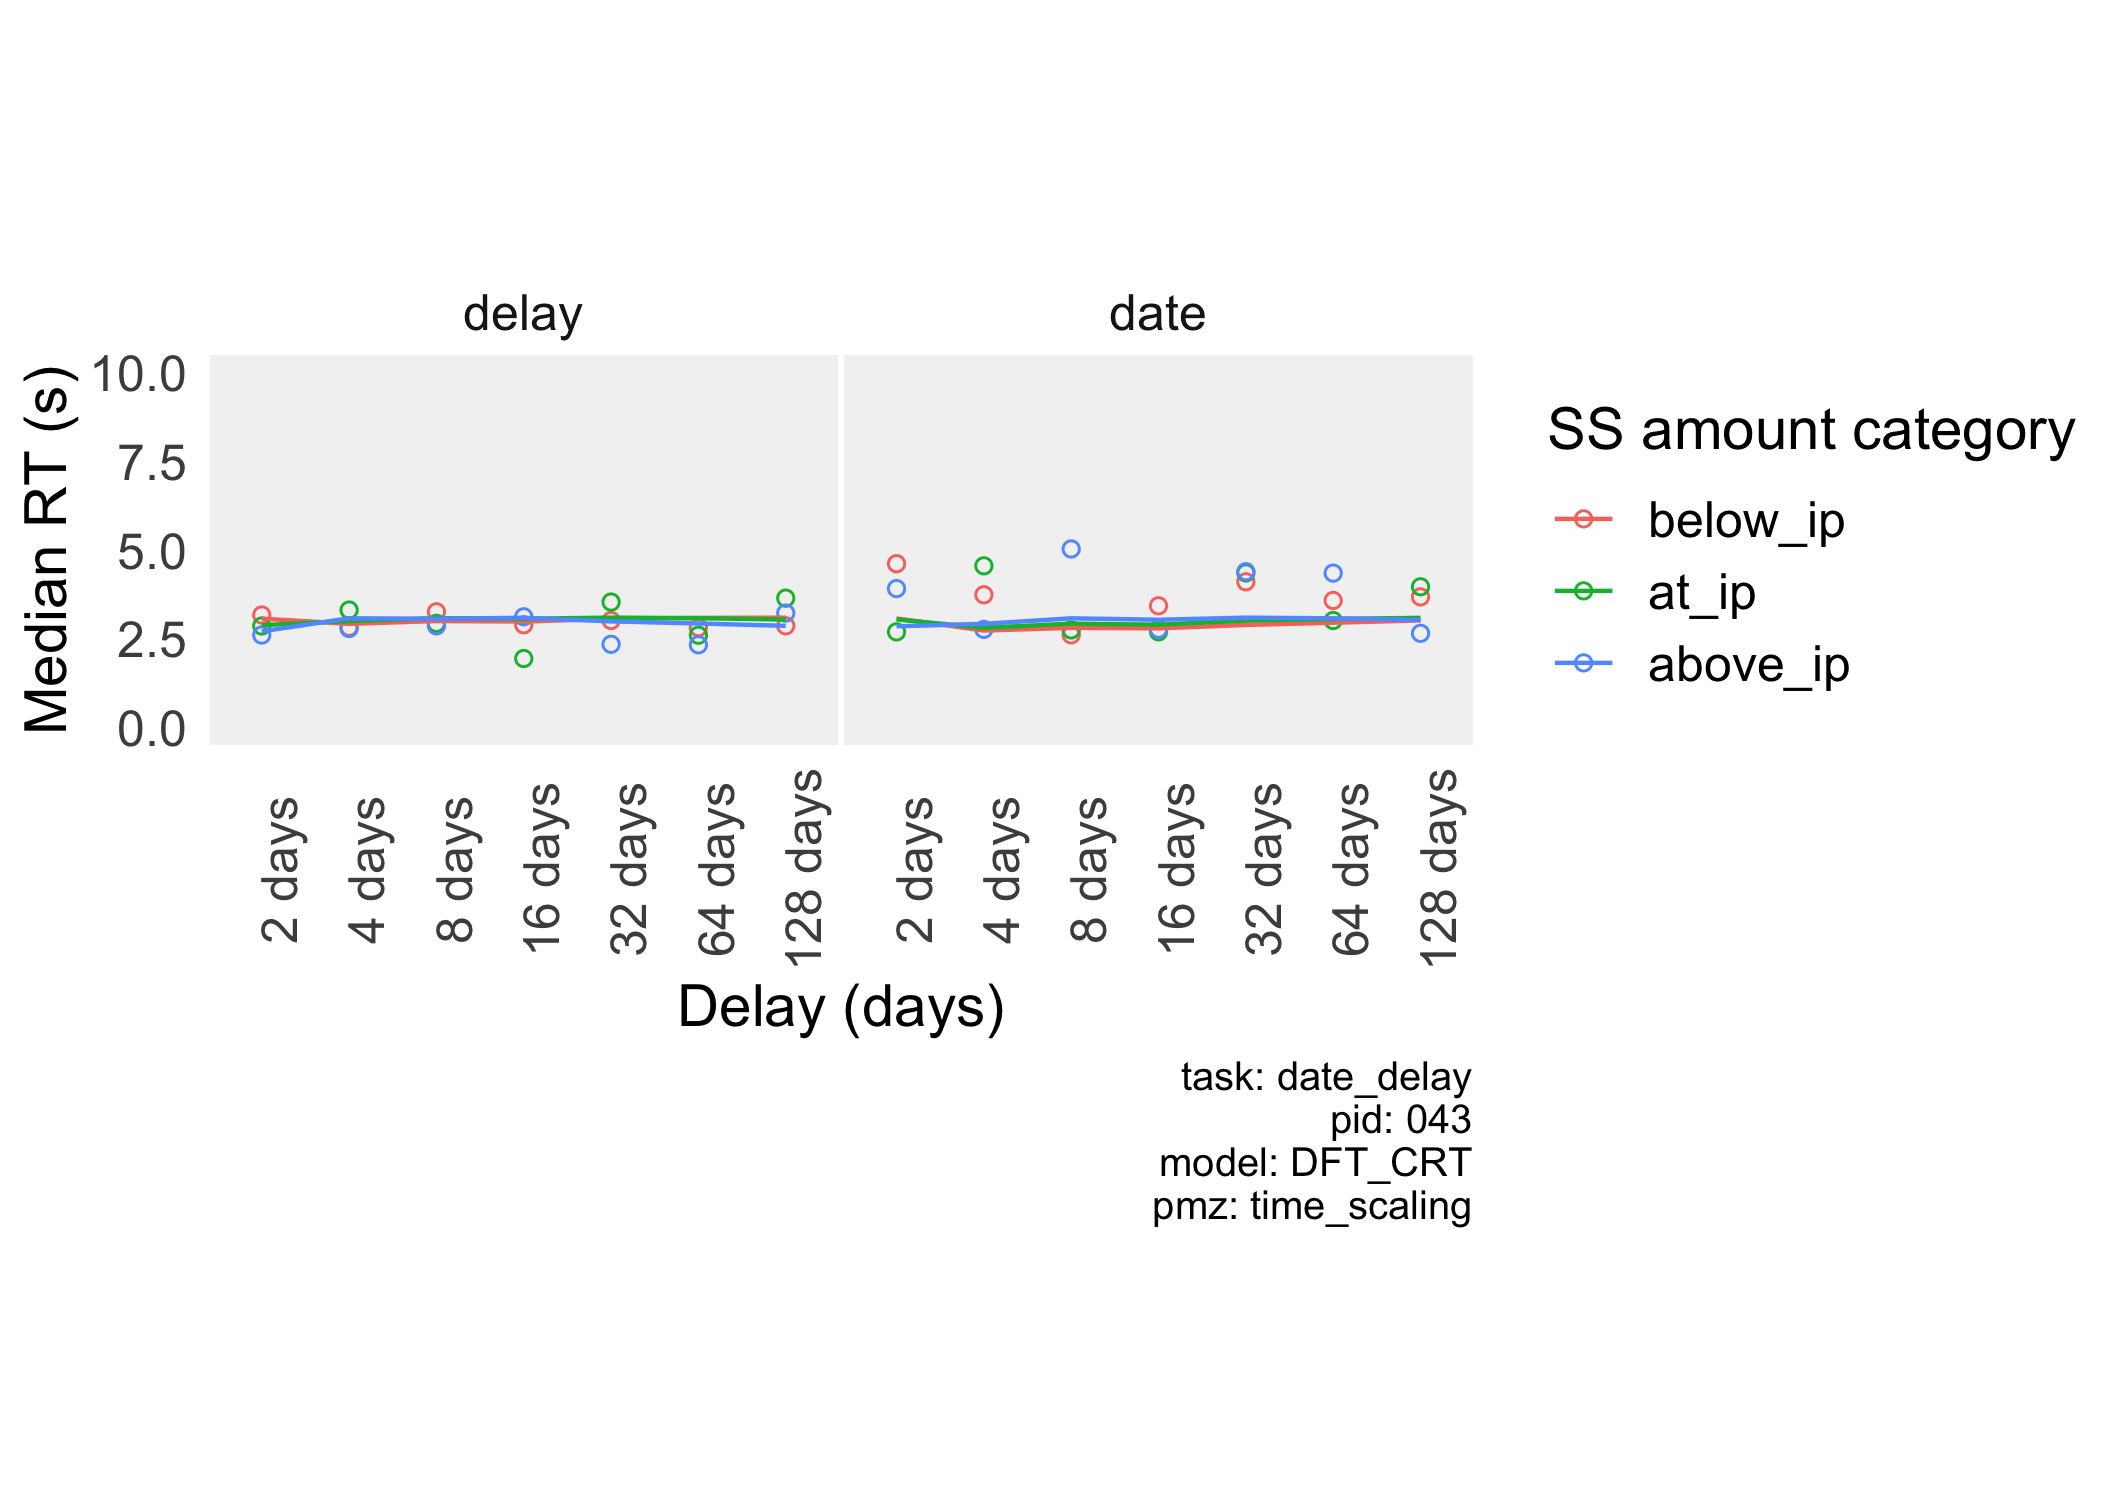 delay
date
Median RT (s)
10.0
7.5
5.0
2.5
0.0
2 days
4 days
8 days
16 days
32 days
64 days
128 days
2 days
4 days
8 days
16 days
32 days
64 days
128 days
Delay (days)
SS amount category
below_ip
at_ip
above_ip
task: date_delay
pid: 043
model: DFT_CRT
pmz: time_scaling